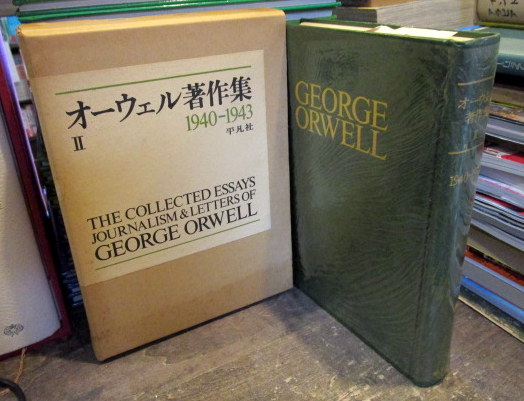 オーウェル著作集
II
1940-1943
平凡社
THE COLLECTED ESSAYS
JOURNALISM & LETTERS OF
GEORGE ORWELL
GEORGE
ORWELL